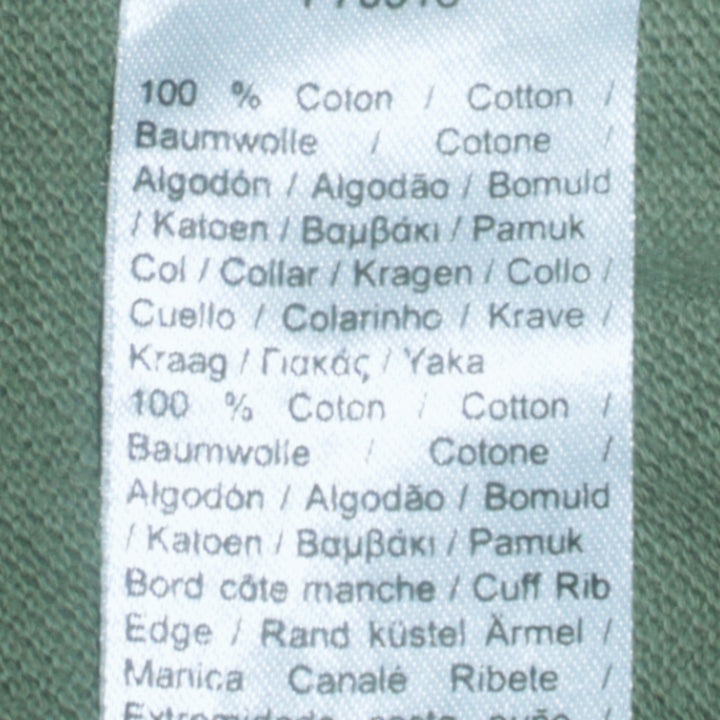 100 % Coton / Cotton /
Baumwolle / Cotone /
Algodón / Algodão / Bomuld
/ Katoen / Βαμβάκι / Pamuk
Col / Collar / Kragen / Collo /
Cuello / Colarinho / Krave /
Kraag / Γιακάς / Yaka
100 % Coton / Cotton /
Baumwolle / Cotone /
Algodón / Algodão / Bomuld
/ Katoen / Βαμβάκι / Pamuk
Bord côte manche / Cuff Rib
Edge / Rand küstel Ärmel /
Manica Canalé Ribete /